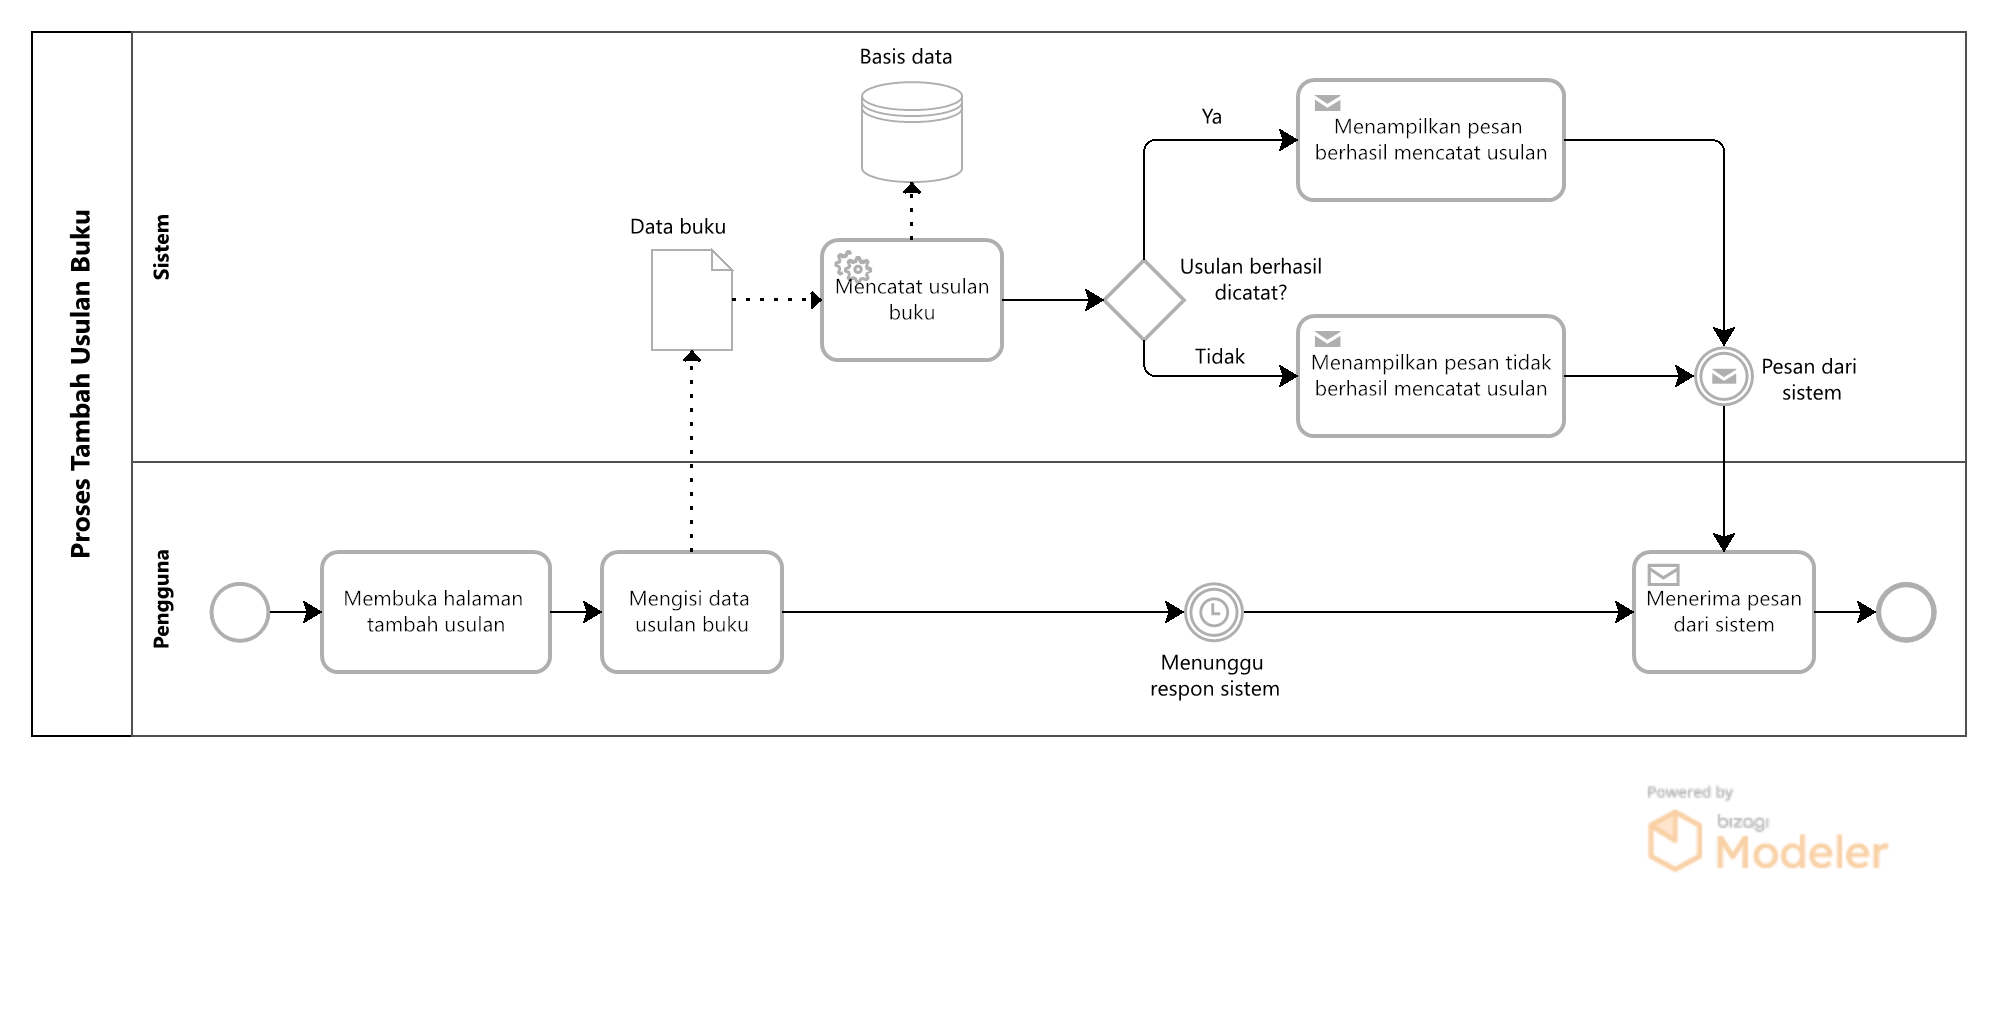 Proses Tambah Usulan Buku
Sistem
Basis data
Data buku
Mencatat usulan
buku
Usulan berhasil
dicatat?
Ya
Menampilkan pesan
berhasil mencatat usulan
Tidak
Menampilkan pesan tidak
berhasil mencatat usulan
Pesan dari
sistem
Pengguna
Membuka halaman
tambah usulan
Mengisi data
usulan buku
Menunggu
respon sistem
Menerima pesan
dari sistem
Powered by
bizagi
Modeler